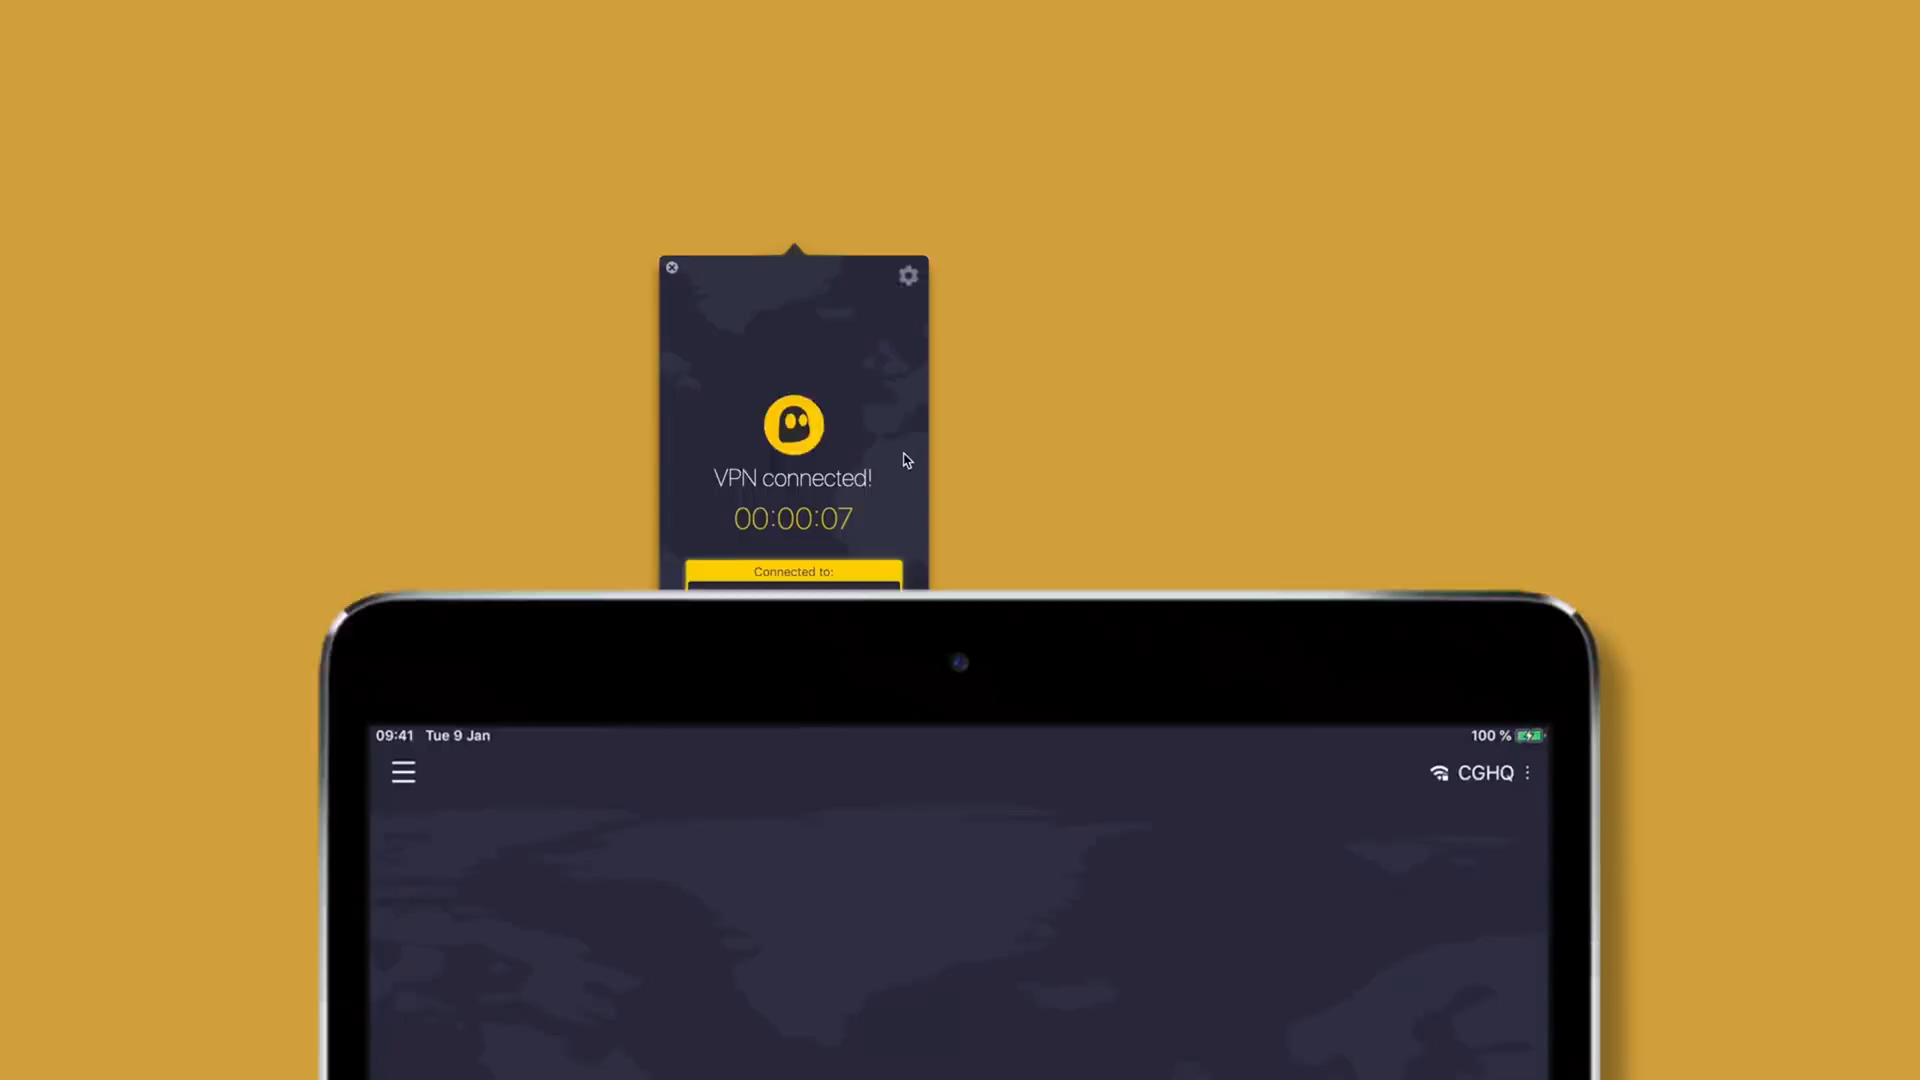 VPN connected!
00:00:07
Connected to:
09:41 Tue 9 Jan
100 %
CGHQ